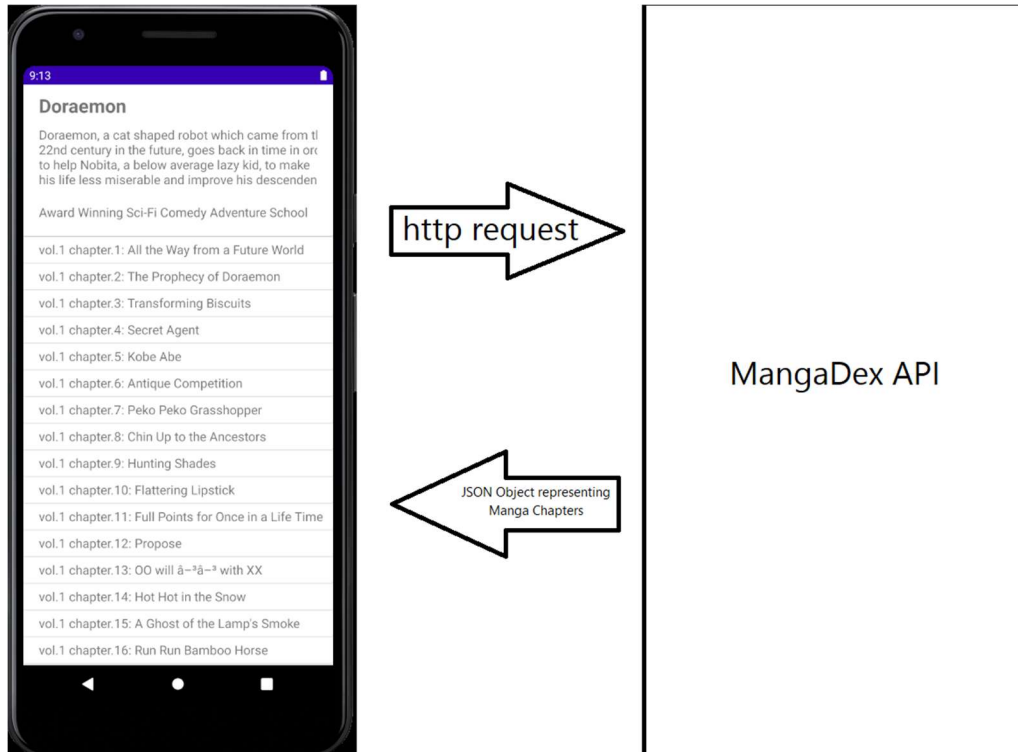 9:13
Doraemon
Doraemon, a cat shaped robot which came from tl
22nd century in the future, goes back in time in orc
to help Nobita, a below average lazy kid, to make
his life less miserable and improve his descenden
Award Winning Sci-Fi Comedy Adventure School
vol.1 chapter.1: All the Way from a Future World
vol.1 chapter.2: The Prophecy of Doraemon
vol.1 chapter.3: Transforming Biscuits
vol.1 chapter.4: Secret Agent
vol.1 chapter.5: Kobe Abe
vol.1 chapter.6: Antique Competition
vol.1 chapter.7: Peko Peko Grasshopper
vol.1 chapter.8: Chin Up to the Ancestors
vol.1 chapter.9: Hunting Shades
vol.1 chapter.10: Flattering Lipstick
vol.1 chapter.11: Full Points for Once in a Life Time
vol.1 chapter.12: Propose
vol.1 chapter.13: OO will â–³â–³ with XX
vol.1 chapter.14: Hot Hot in the Snow
vol.1 chapter.15: A Ghost of the Lamp's Smoke
vol.1 chapter.16: Run Run Bamboo Horse
http request
JSON Object representing
Manga Chapters
MangaDex API